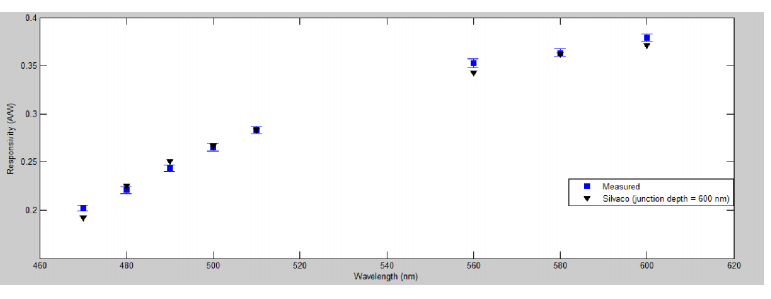 0.4
0.35
0.3
0.25
0.2
Responsivity (A/W)
460 480 500 520 540 560 580 600 620
Wavelength (nm)
Measured
Silvaco (junction depth = 600 nm)